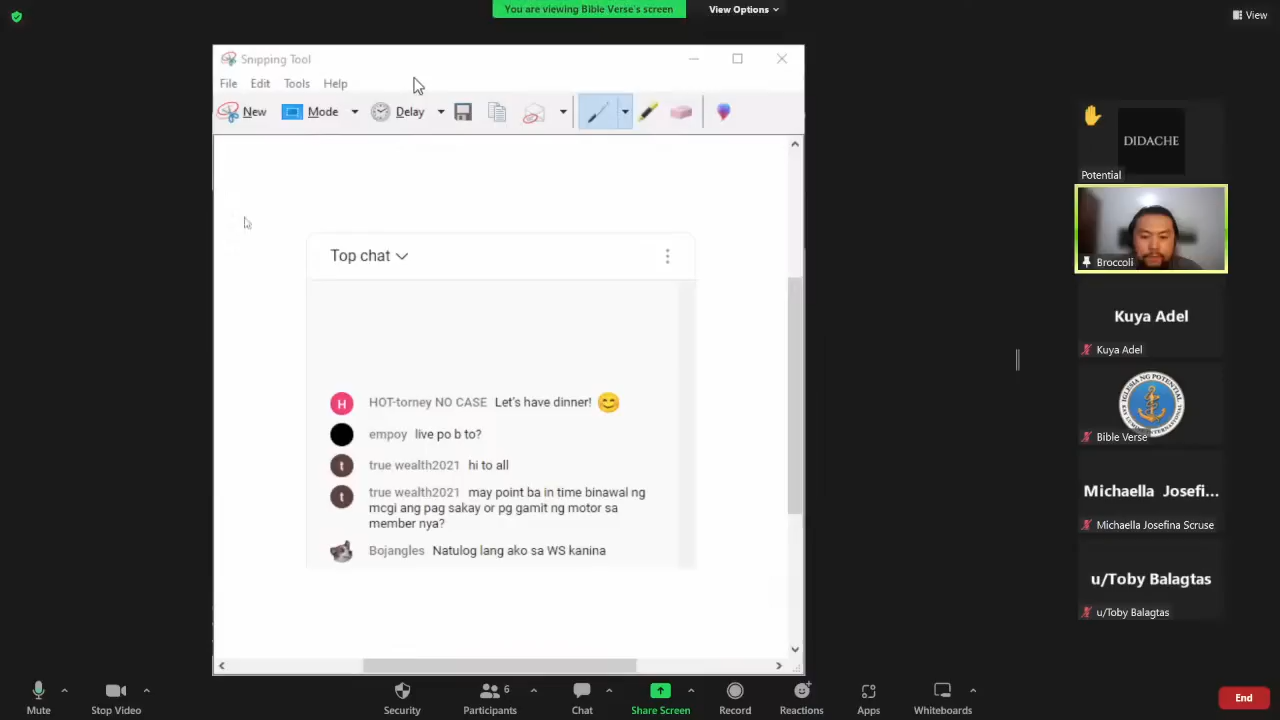 You are viewing Bible Verse's screen
View Options
View
Snipping Tool
File Edit Tools Help
New Mode Delay
Top chat
H HOT-torney NO CASE Let's have dinner! 😊
empoy live po b to?
t true wealth2021 hi to all
t true wealth2021 may point ba in time binawal ng
mcgi ang pag sakay or pg gamit ng motor sa
member nya?
Bojangles Natulog lang ako sa WS kanina
DIDACHE
Potential
Broccoli
Kuya Adel
Kuya Adel
IGLESIA NG POTENTIAL
Bible Verse
Michaella Josefi...
Michaella Josefina Scruse
u/Toby Balagtas
u/Toby Balagtas
Mute
Stop Video
Security
6
Participants
Chat
Share Screen
Record
Reactions
Apps
Whiteboards
End